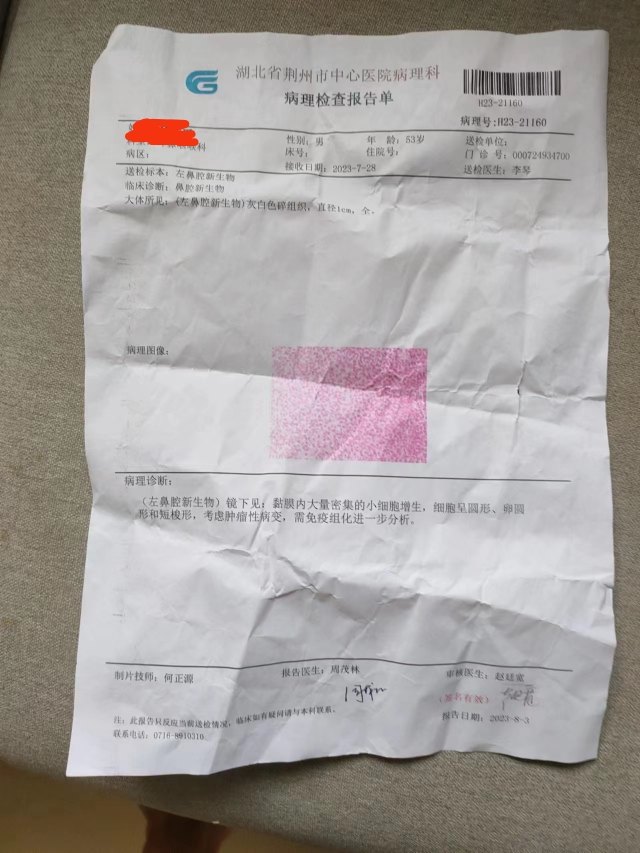 湖北省荆州市中心医院病理科
病理检查报告单
H23-21160
病理号:H23-21160
性别: 男 年 龄: 53岁 送检单位:
病区: 床号: 住院号: 门 诊 号: 000724934700
接收日期: 2023-7-28 送检医生: 李琴
送检标本: 左鼻腔新生物
临床诊断: 鼻腔新生物
大体所见: (左鼻腔新生物)灰白色碎组织, 直径1cm, 全。
病理图像:
病理诊断:
(左鼻腔新生物) 镜下见: 黏膜内大量密集的小细胞增生, 细胞呈圆形、卵圆
形和短梭形, 考虑肿瘤性病变, 需免疫组化进一步分析。
制片技师: 何正源 报告医生: 周茂林 审核医生: 赵廷宽
(签名有效)
报告日期: 2023-8-3
注: 此报告只反应当前送检情况, 临床如有疑问请与本科联系。
联系电话: 0716-8910310